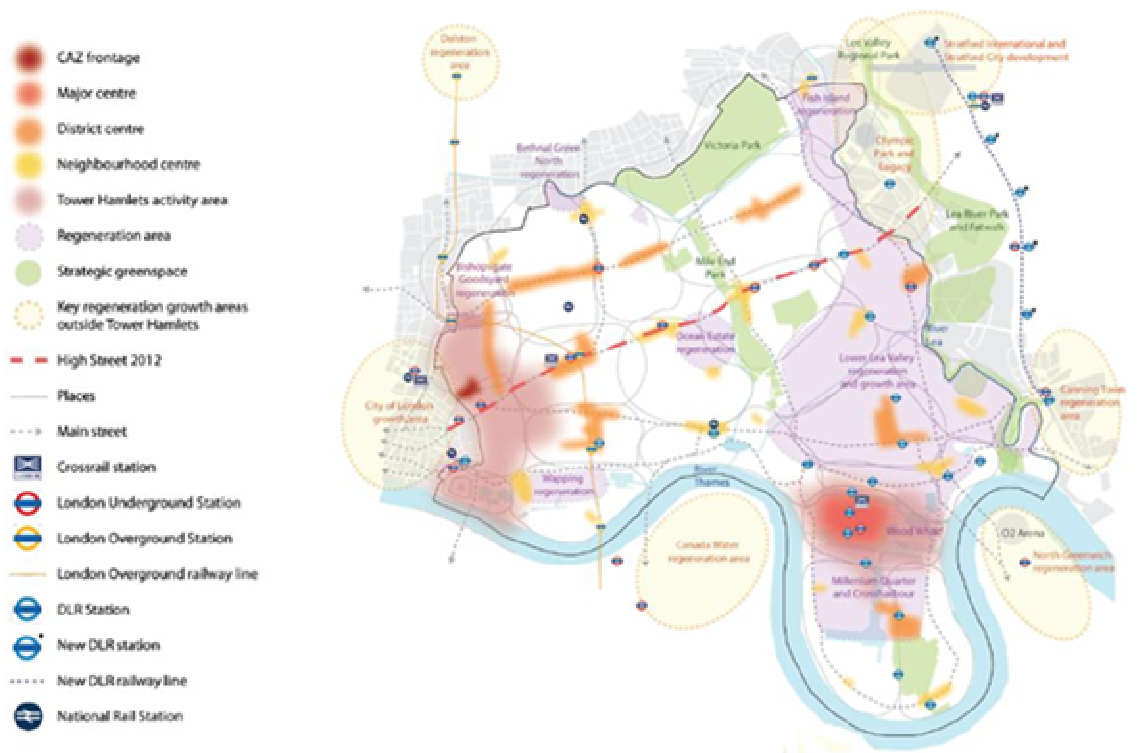 CAZ frontage
Major centre
District centre
Neighbourhood centre
Tower Hamlets activity area
Regeneration area
Strategic greenspace
Key regeneration growth areas
outside Tower Hamlets
High Street 2012
Places
Main street
Crossrail station
London Underground Station
London Overground Station
London Overground railway line
DLR Station
New DLR station
New DLR railway line
National Rail Station
Dalston
regeneration
area
Lee Valley
Regional Park
Stratford International and
Stratford City development
Fish Island
regeneration
Bethnal Green
North
regeneration
Victoria Park
Olympic
Park and
Legacy
Lea River Park
and Fatwalk
Bishopsgate
Goodsyard
regeneration
Mile End
Park
Ocean Estate
regeneration
River
Lea
Lower Lea Valley
regeneration
and growth area
City of London
growth area
Canning Town
regeneration
area
Wapping
regeneration
River
Thames
Canada Water
regeneration area
Wood Wharf
O2 Arena
North Greenwich
regeneration area
Millenium Quarter
and Crossharbour